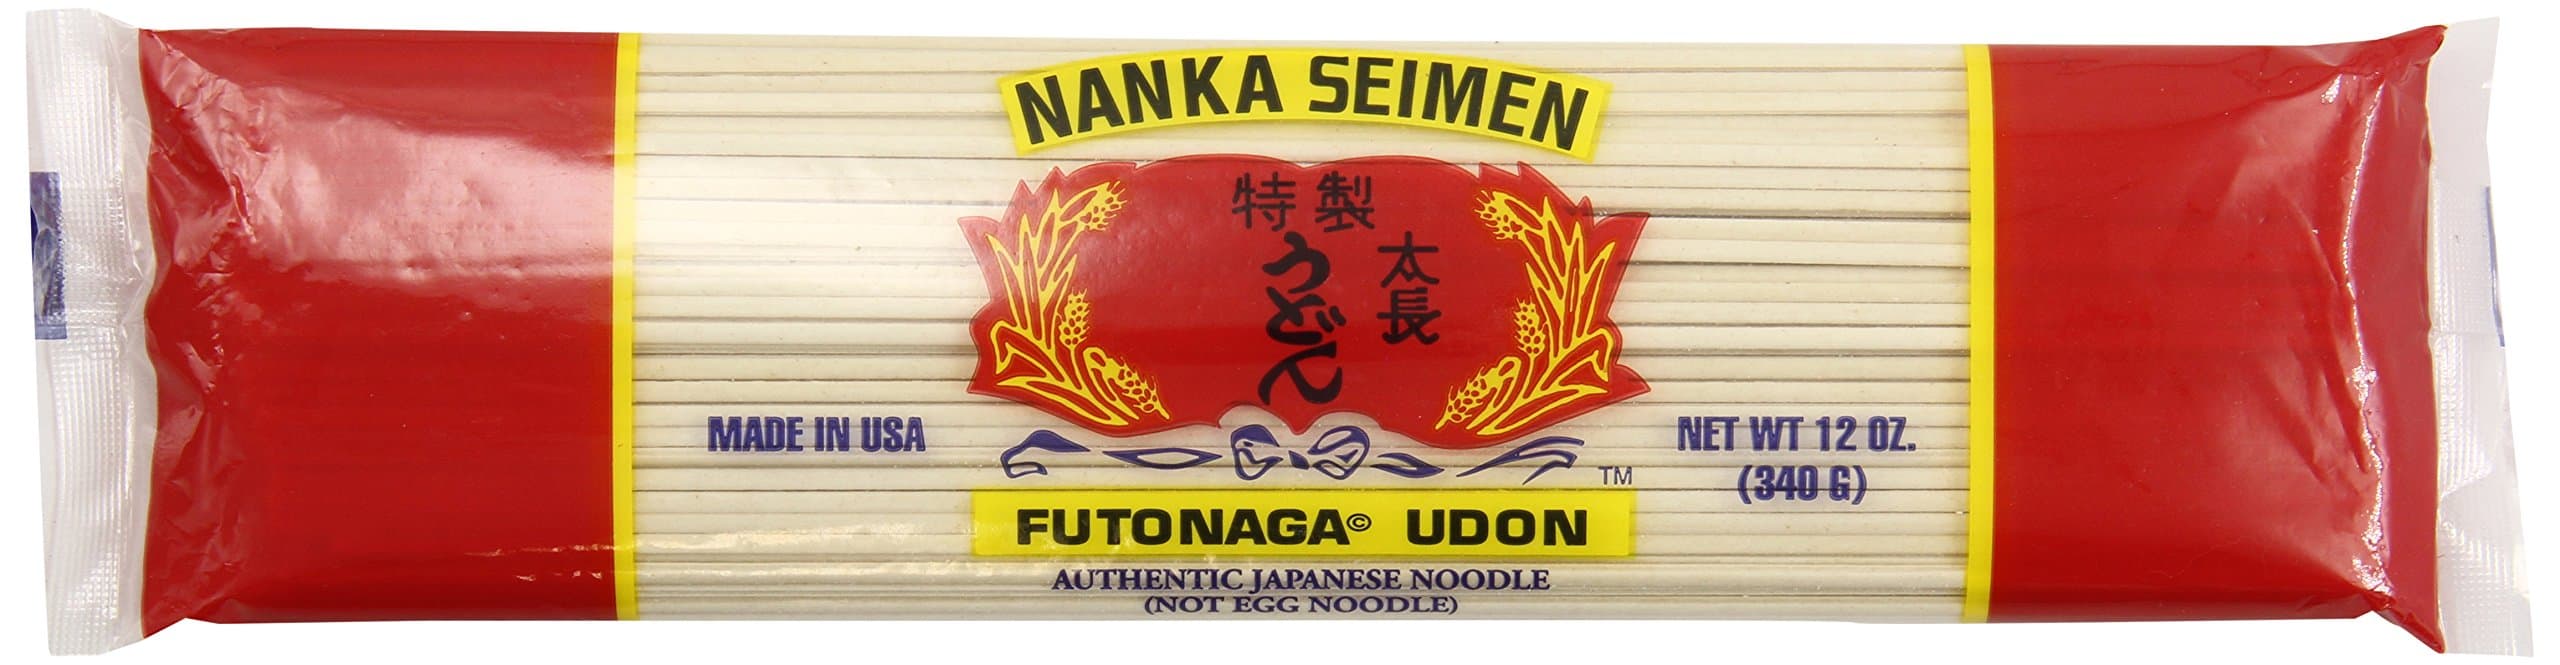 NANKA SEIMEN
特製
太長
うどん
MADE IN USA
NET WT 12 OZ.
(340 G)
TM
FUTONAGA© UDON
AUTHENTIC JAPANESE NOODLE
(NOT EGG NOODLE)